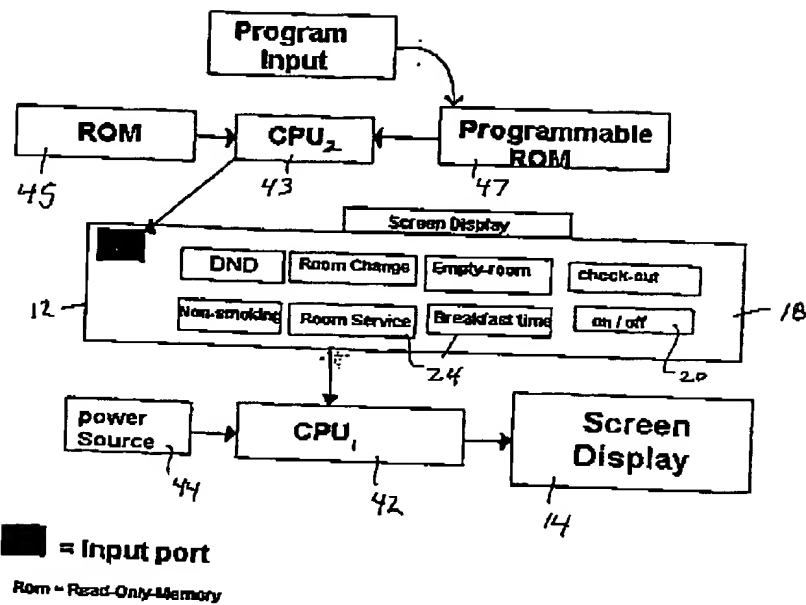 Program
Input
ROM
CPU2
Programmable
ROM
45
43
47
Screen Display
DND
Room Change
Empty-room
check-out
12
18
Non-smoking
Room Service
Breakfast time
on / off
24
20
power
Source
CPU1
Screen
Display
44
42
14
= Input port
Rom = Read-Only-Memory